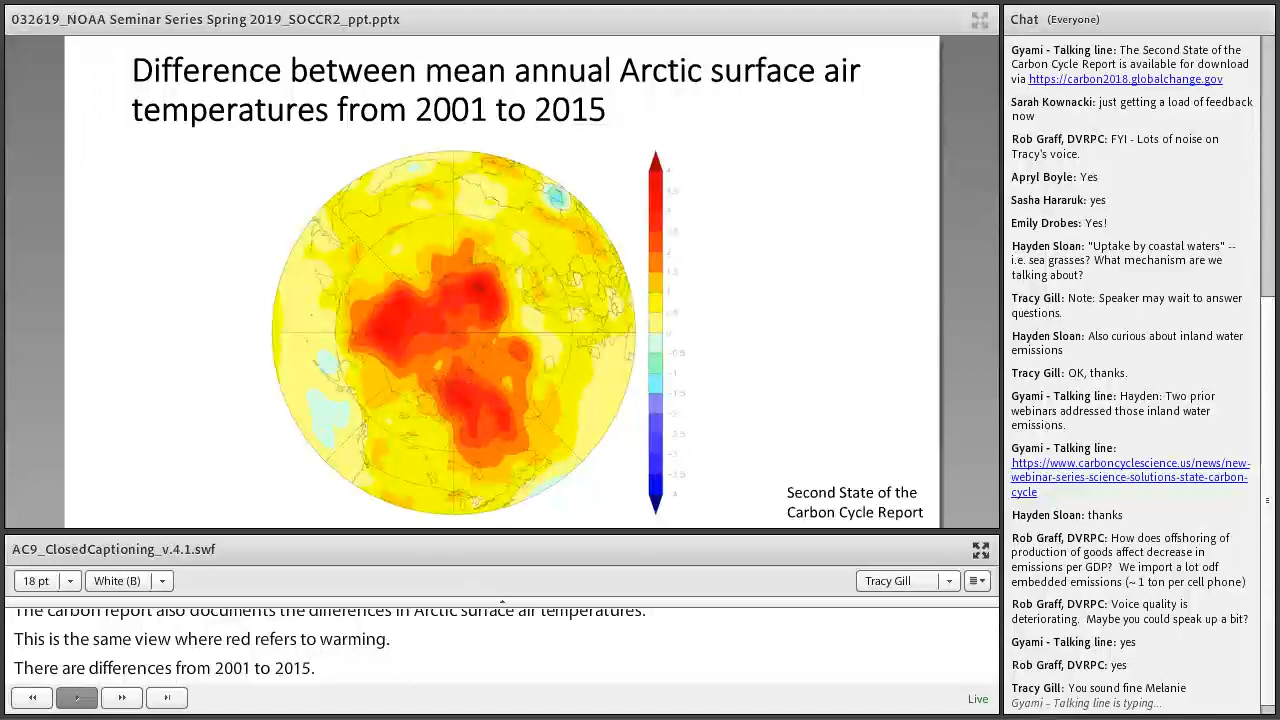 032619_NOAA Seminar Series Spring 2019_SOCCR2_ppt.pptx
Difference between mean annual Arctic surface air
temperatures from 2001 to 2015
-0.5
-1
-1.5
Second State of the
Carbon Cycle Report
AC9_ClosedCaptioning_v.4.1.swf
18 pt
White (B)
Tracy Gill
The carbon report also documents the differences in Arctic surface air temperatures.
This is the same view where red refers to warming.
There are differences from 2001 to 2015.
Live
Chat (Everyone)
Gyami - Talking line: The Second State of the
Carbon Cycle Report is available for download
via https://carbon2018.globalchange.gov
Sarah Kownacki: just getting a load of feedback
now
Rob Graff, DVRPC: FYI - Lots of noise on
Tracy's voice.
Apryl Boyle: Yes
Sasha Hararuk: yes
Emily Drobes: Yes!
Hayden Sloan: "Uptake by coastal waters" --
i.e. sea grasses? What mechanism are we
talking about?
Tracy Gill: Note: Speaker may wait to answer
questions.
Hayden Sloan: Also curious about inland water
emissions
Tracy Gill: OK, thanks.
Gyami - Talking line: Hayden: Two prior
webinars addressed those inland water
emissions.
Gyami - Talking line:
https://www.carboncyclescience.us/news/new-
webinar-series-science-solutions-state-carbon-
cycle
Hayden Sloan: thanks
Rob Graff, DVRPC: How does offshoring of
production of goods affect decrease in
emissions per GDP? We import a lot odf
embedded emissions (~ 1 ton per cell phone)
Rob Graff, DVRPC: Voice quality is
deteriorating. Maybe you could speak up a bit?
Gyami - Talking line: yes
Rob Graff, DVRPC: yes
Tracy Gill: You sound fine Melanie
Gyami - Talking line is typing...